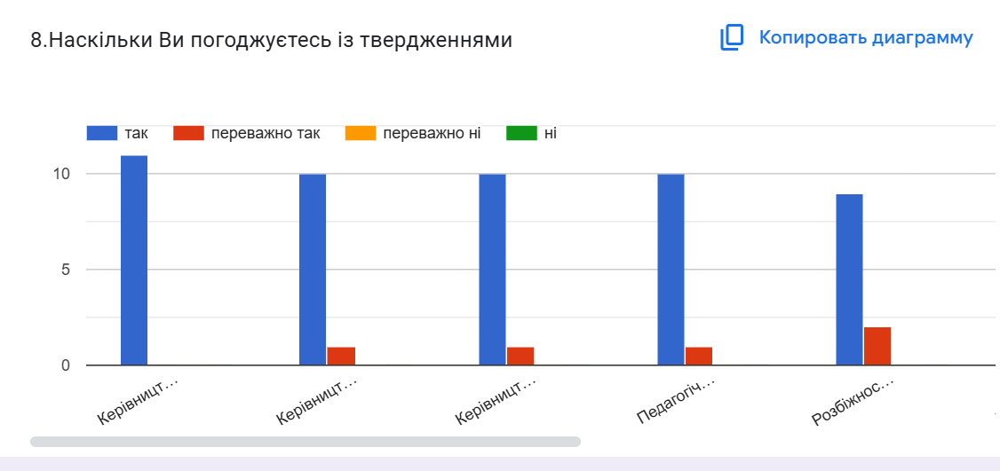 8.Наскільки Ви погоджуєтесь із твердженнями
Копировать диаграмму
так переважно так переважно ні ні
10
5
0
Керівницт... Керівницт... Керівницт... Педагогіч... Розбіжнос...